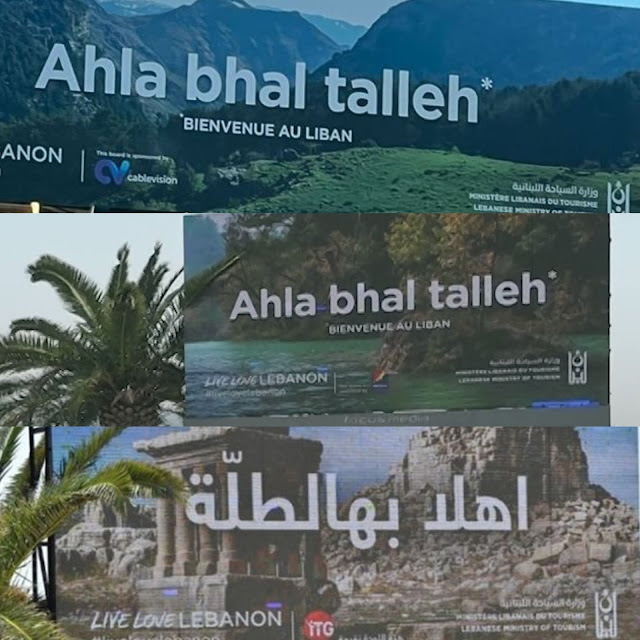 Ahla bhal talleh*
*BIENVENUE AU LIBAN
ANON
This board is sponsored by
cablevision
وزارة السياحة اللبنانية
MINISTÈRE LIBANAIS DU TOURISME
LEBANESE MINISTRY OF
Ahla bhal talleh*
BIENVENUE AU LIBAN
LIVE LOVE LEBANON
وزارة السياحة اللبنانية
MINISTÈRE LIBANAIS DU TOURISME
LEBANESE MINISTRY OF TOURISM
اهلا بهالطلّة
LIVE LOVE LEBANON
ITG
وزارة السياحة اللبنانية
MINISTÈRE LIBANAIS DU TOURISME
LEBANESE MINISTRY OF TOURISM